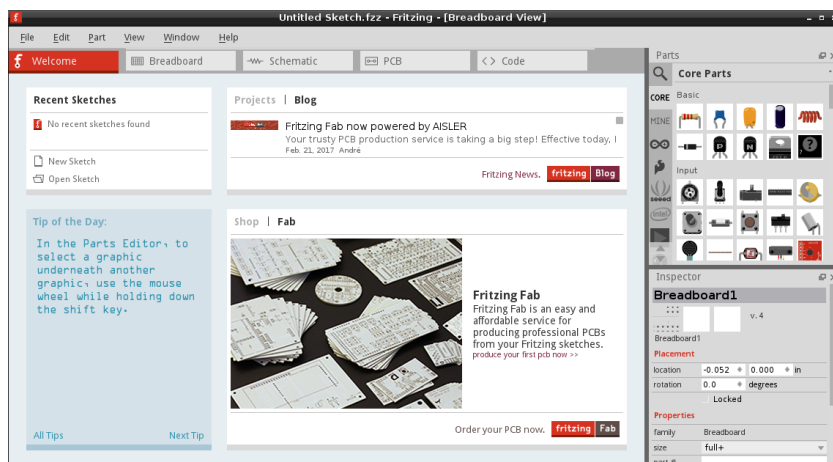 Untitled Sketch.fzz - Fritzing - [Breadboard View]
File Edit Part View Window Help
Welcome
Breadboard
Schematic
PCB
Code
Recent Sketches
No recent sketches found
New Sketch
Open Sketch
Projects | Blog
Fritzing Fab now powered by AISLER
Your trusty PCB production service is taking a big step! Effective today, I
Feb. 21, 2017 André
Fritzing News. fritzing Blog
Tip of the Day:
In the Parts Editor, to
select a graphic
underneath another
graphic, use the mouse
wheel while holding down
the shift key.
All Tips Next Tip
Shop | Fab
Fritzing Fab
Fritzing Fab is an easy and
affordable service for
producing professional PCBs
from your Fritzing sketches.
produce your first pcb now >>
Order your PCB now. fritzing Fab
Parts
Core Parts
CORE
MINE
seeed
intel
Basic
P
N
?
Input
Inspector
Breadboard1
v. 4
Breadboard1
Placement
location -0.052 0.000 in
rotation 0.0 degrees
Locked
Properties
family Breadboard
size full+
part #